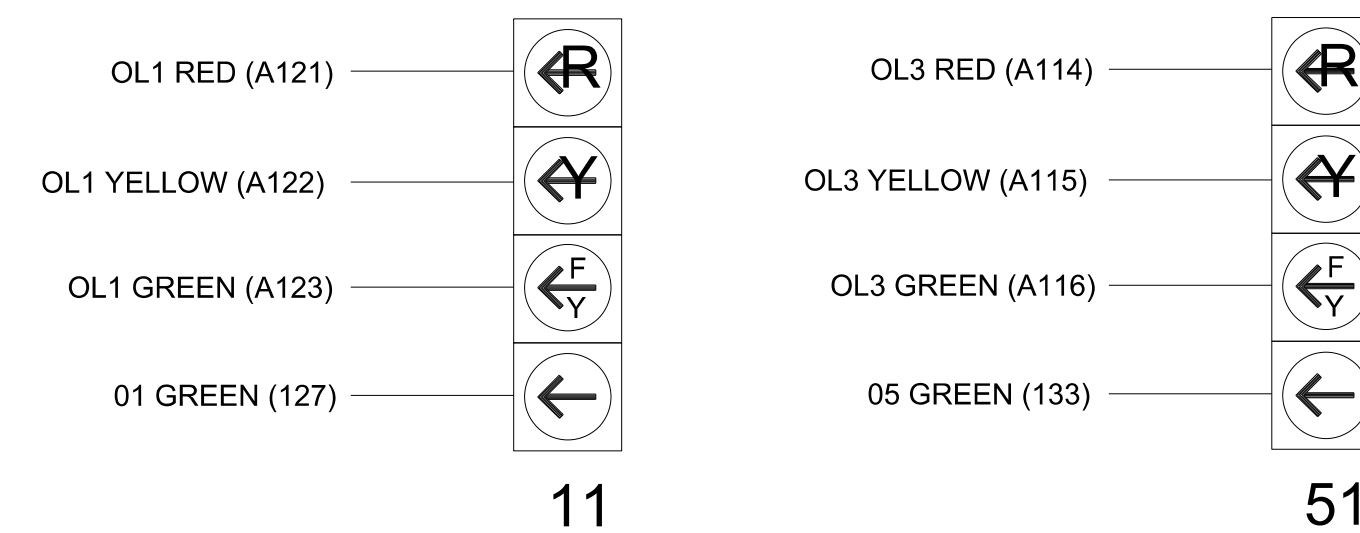 OL1 RED (A121)
R
OL1 YELLOW (A122)
Y
OL1 GREEN (A123)
F
Y
01 GREEN (127)
11
OL3 RED (A114)
R
OL3 YELLOW (A115)
Y
OL3 GREEN (A116)
F
Y
05 GREEN (133)
51